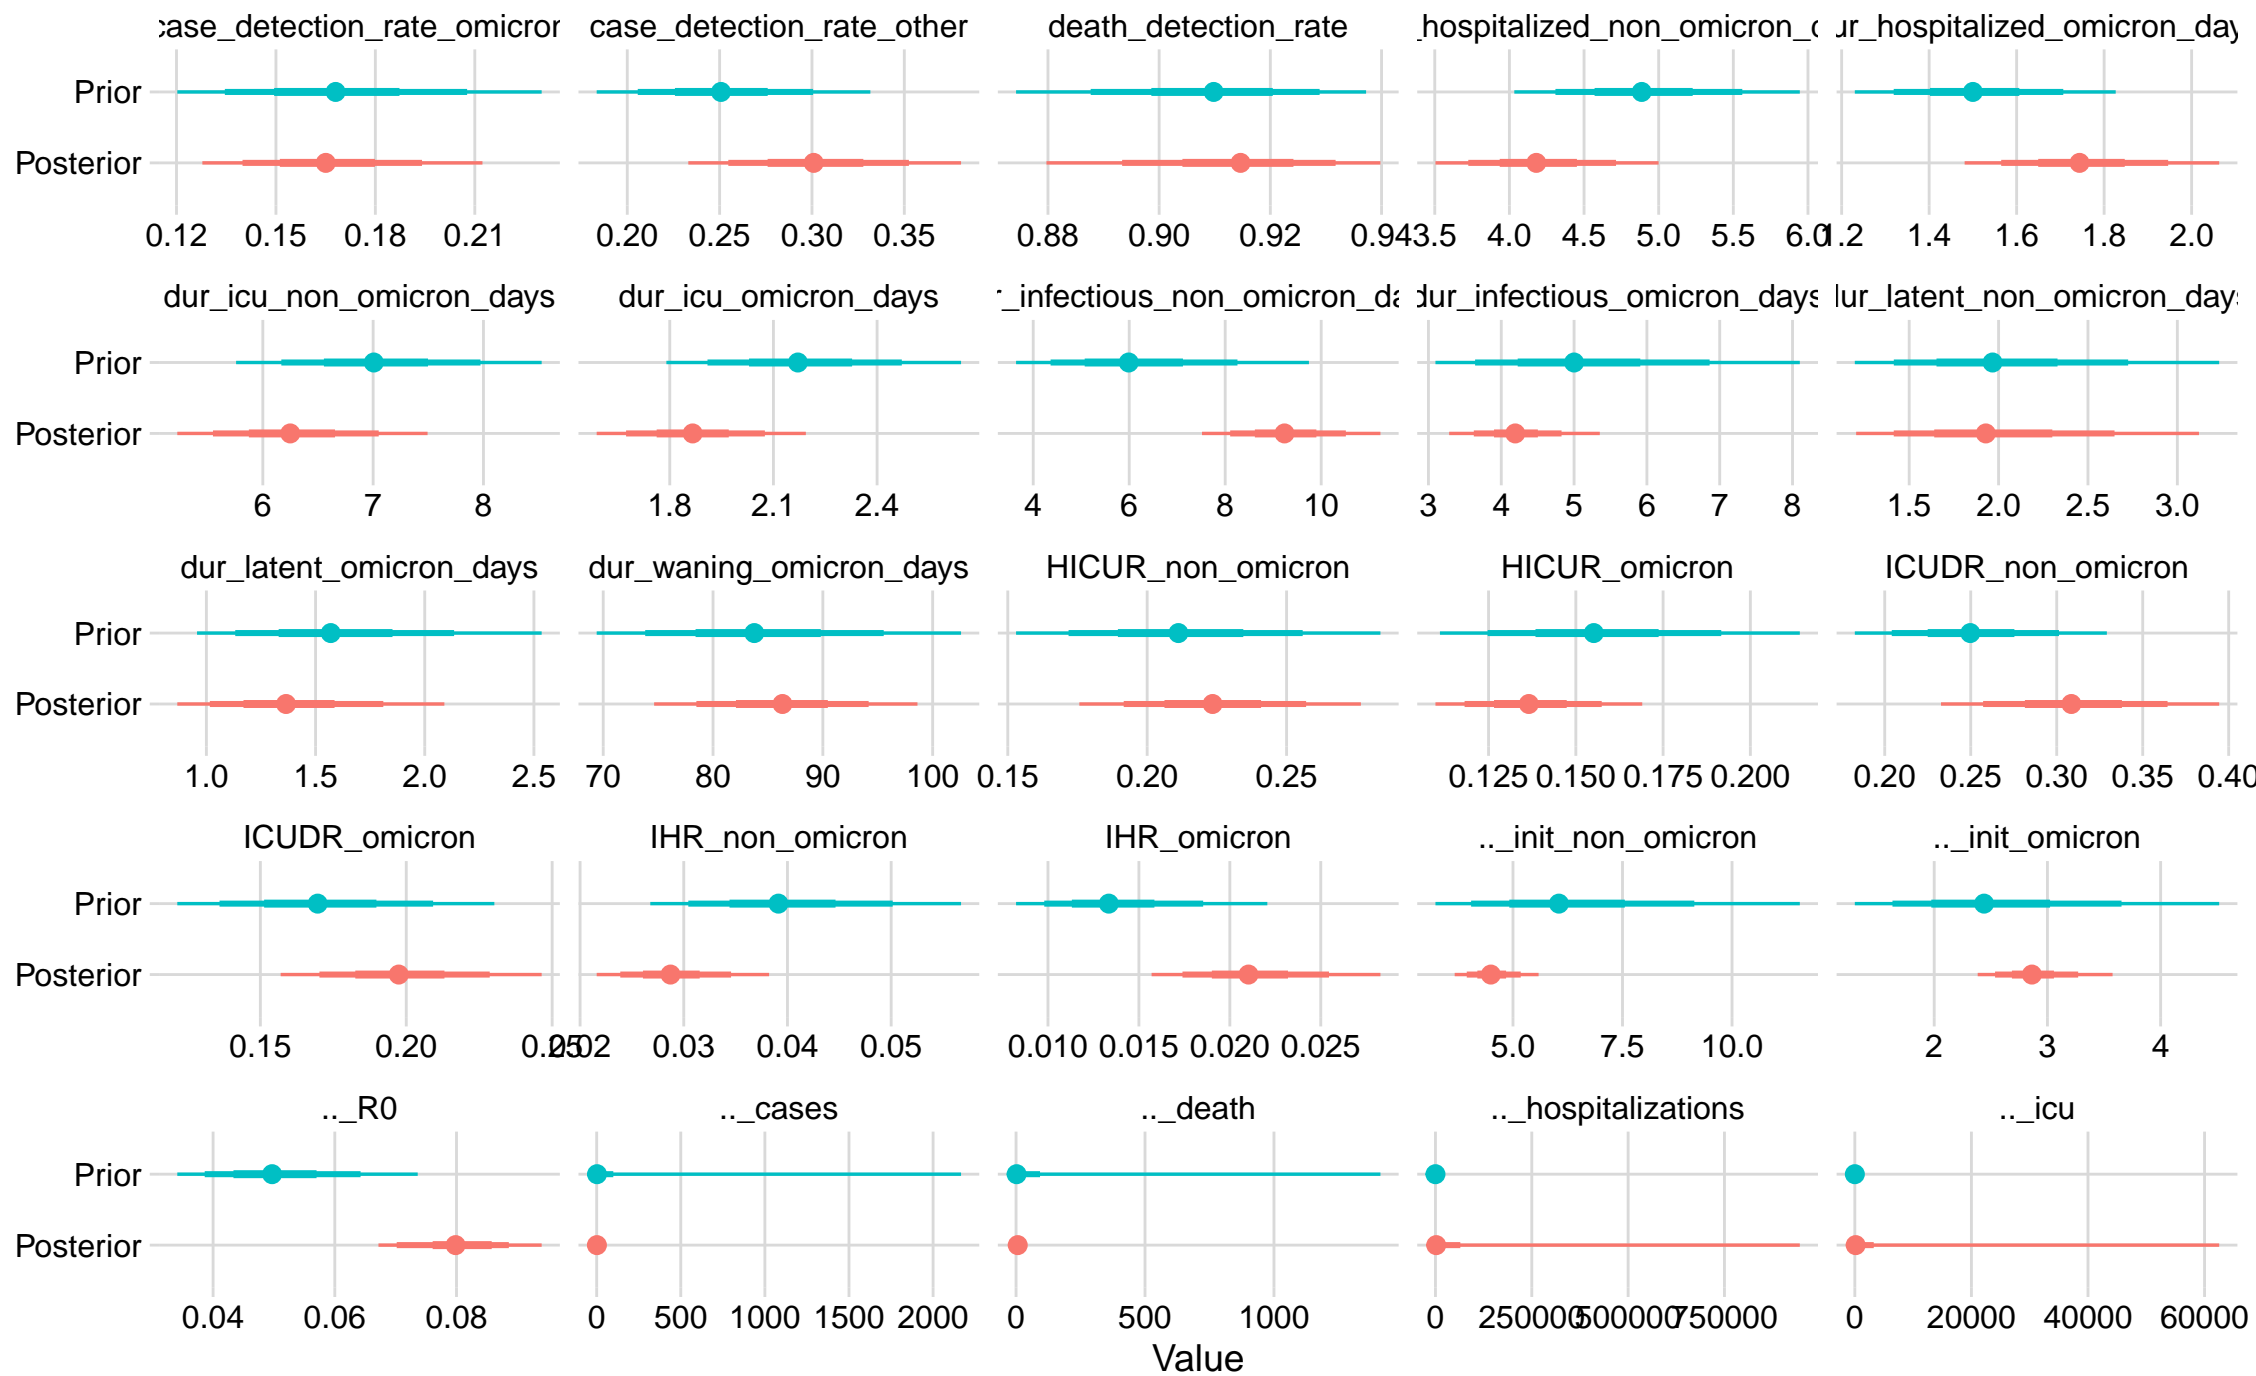 case_detection_rate_omicron case_detection_rate_other death_detection_rate _hospitalized_non_omicron_ ur_hospitalized_omicron_day
Prior
Posterior
0.12 0.15 0.18 0.21 0.20 0.25 0.30 0.35 0.88 0.90 0.92 0.94 3.5 4.0 4.5 5.0 5.5 6.0 1.2 1.4 1.6 1.8 2.0
dur_icu_non_omicron_days dur_icu_omicron_days r_infectious_non_omicron_da dur_infectious_omicron_days dur_latent_non_omicron_days
Prior
Posterior
6 7 8 1.8 2.1 2.4 4 6 8 10 3 4 5 6 7 8 1.5 2.0 2.5 3.0
dur_latent_omicron_days dur_waning_omicron_days HICUR_non_omicron HICUR_omicron ICUDR_non_omicron
Prior
Posterior
1.0 1.5 2.0 2.5 70 80 90 100 0.15 0.20 0.25 0.125 0.150 0.175 0.200 0.20 0.25 0.30 0.35 0.40
ICUDR_omicron IHR_non_omicron IHR_omicron .._init_non_omicron .._init_omicron
Prior
Posterior
0.15 0.20 0.25 0.02 0.03 0.04 0.05 0.010 0.015 0.020 0.025 5.0 7.5 10.0 2 3 4
.._R0 .._cases .._death .._hospitalizations .._icu
Prior
Posterior
0.04 0.06 0.08 0 500 1000 1500 2000 0 500 1000 0 250000 500000 750000 0 20000 40000 60000
Value